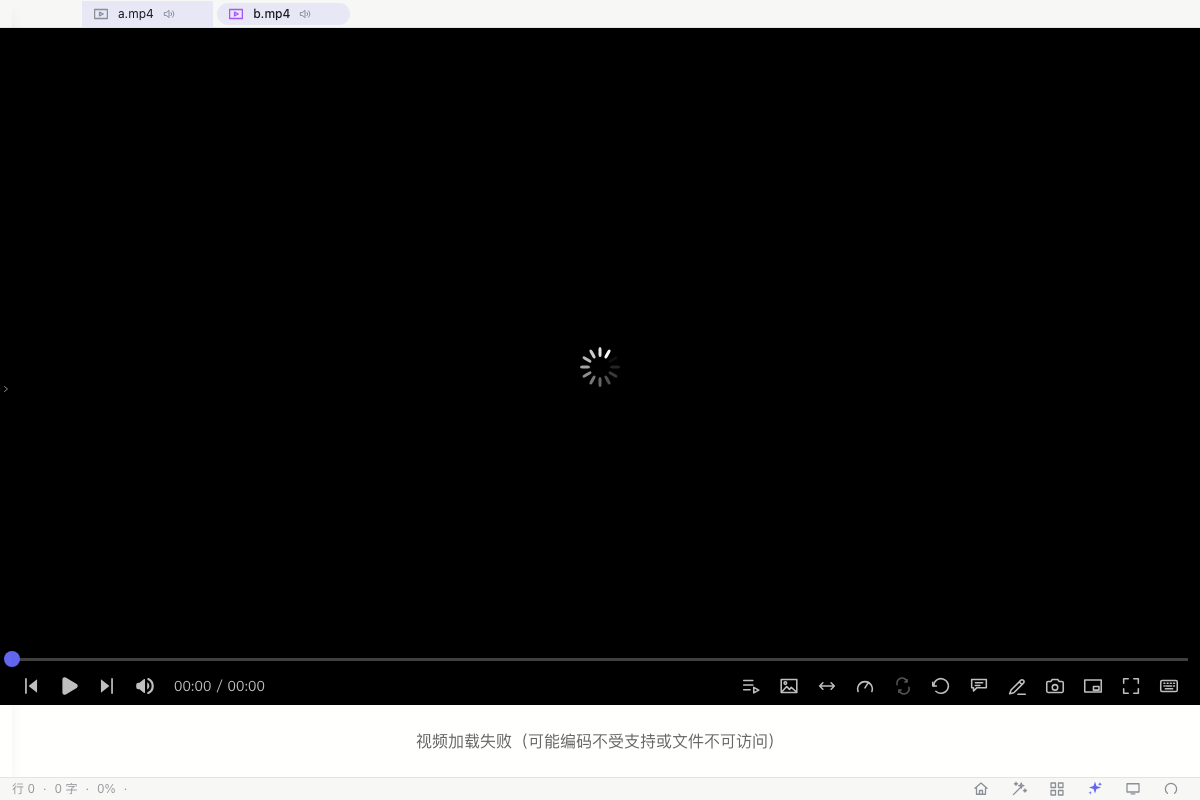 a.mp4
b.mp4
00:00 / 00:00
视频加载失败（可能编码不受支持或文件不可访问）
行 0 · 0 字 · 0% ·